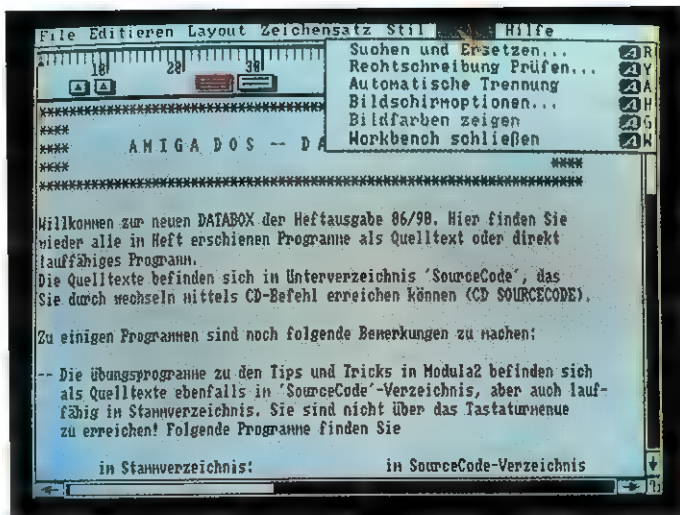 File Editieren Layout Zeichensatz Stil Hilfe
Suchen und Ersetzen... R
Rechtschreibung Prüfen... Y
Automatische Trennung A
Bildschirmoptionen... H
Bildfarben zeigen G
Workbench schließen W
10 20 30
************************************************************
****
**** AMIGADOS -- DA
**** ****
************************************************************
Willkommen zur neuen DATABOX der Heftausgabe 06/90. Hier finden Sie
wieder alle im Heft erschienen Programme als Quelltext oder direkt
lauffähiges Programm.
Die Quelltexte befinden sich im Unterverzeichnis 'SourceCode', das
Sie durch wechseln mittels CD-Befehl erreichen können (CD SOURCECODE).
Zu einigen Programmen sind noch folgende Bemerkungen zu machen:
-- Die übungsprogramme zu den Tips und Tricks in Modula2 befinden sich
als Quelltexte ebenfalls im 'SourceCode'-Verzeichnis, aber auch lauf-
fähig im Stammverzeichnis. Sie sind nicht über das Tastaturmenue
zu erreichen! Folgende Programme finden Sie
im Stammverzeichnis: im SourceCode-Verzeichnis